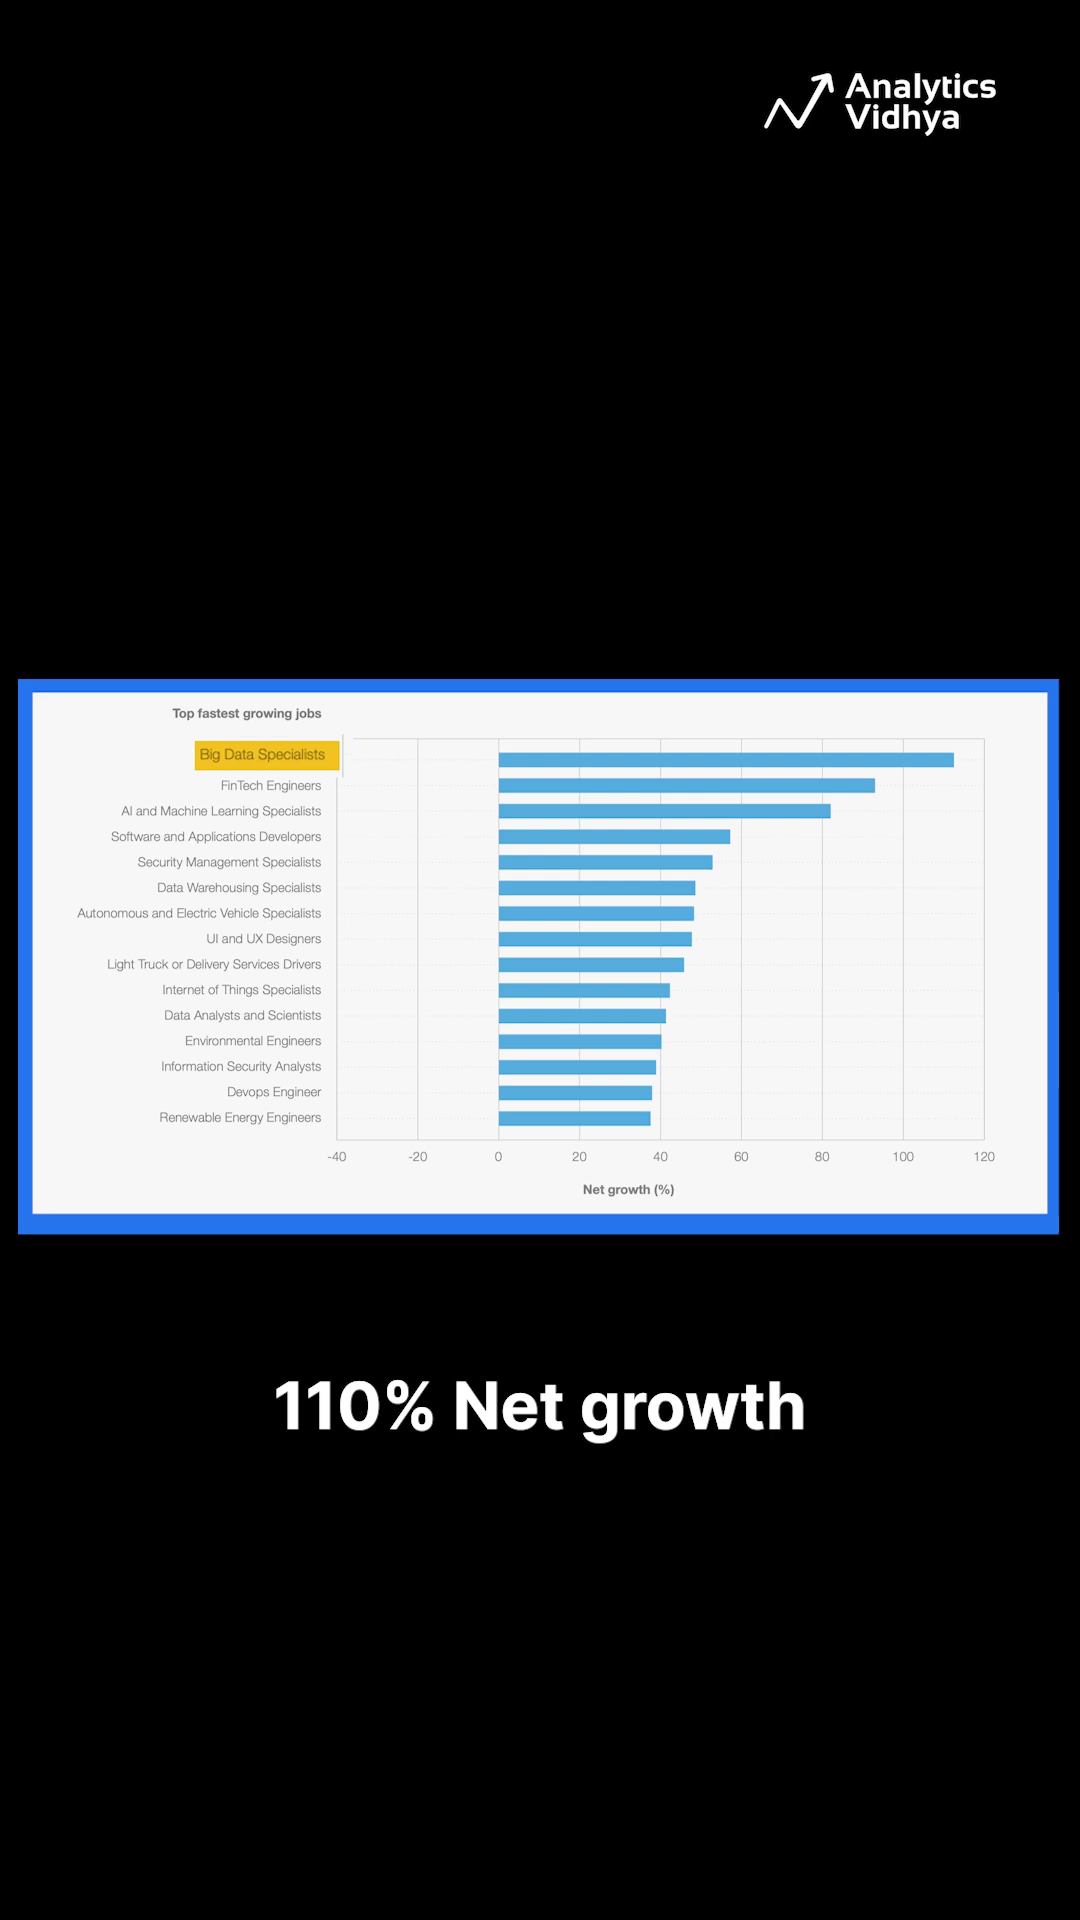 Analytics
Vidhya
Top fastest growing jobs
Big Data Specialists
FinTech Engineers
AI and Machine Learning Specialists
Software and Applications Developers
Security Management Specialists
Data Warehousing Specialists
Autonomous and Electric Vehicle Specialists
UI and UX Designers
Light Truck or Delivery Services Drivers
Internet of Things Specialists
Data Analysts and Scientists
Environmental Engineers
Information Security Analysts
Devops Engineer
Renewable Energy Engineers
-40 -20 0 20 40 60 80 100 120
Net growth (%)
110% Net growth